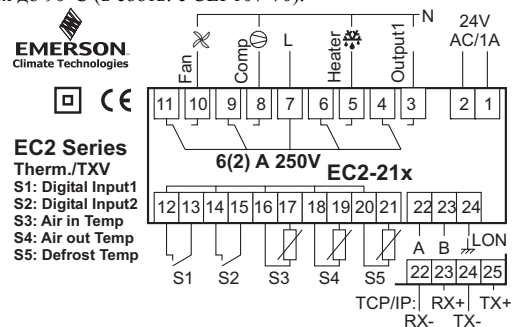 N
24V
AC/1A
EMERSON
Climate Technologies
Fan
Comp
L
Heater
Output1
11 10 9 8 7 6 5 4 3 2 1
EC2 Series
Therm./TXV
S1: Digital Input1
S2: Digital Input2
S3: Air in Temp
S4: Air out Temp
S5: Defrost Temp
6(2) A 250V
EC2-21x
12 13 14 15 16 17 18 19 20 21 22 23 24
S1 S2 S3 S4 S5
A B LON
22 23 24 25
TCP/IP: RX+ TX+
RX- TX-